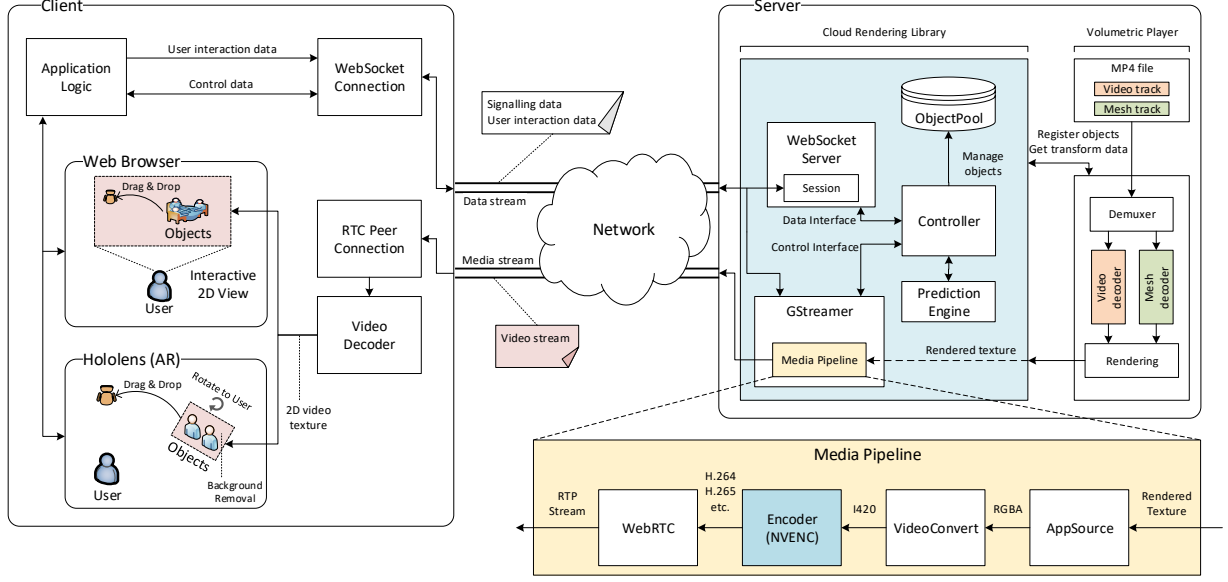 Client
Application
Logic
User interaction data
Control data
WebSocket
Connection
Web Browser
Drag & Drop
Objects
Interactive
2D View
User
RTC Peer
Connection
Video
Decoder
Hololens (AR)
Drag & Drop
Rotate to User
Objects
User
Background
Removal
2D video
texture
Signalling data
User interaction data
Data stream
Network
Media stream
Video stream
Server
Cloud Rendering Library
Volumetric Player
MP4 file
Video track
Mesh track
ObjectPool
WebSocket
Server
Session
Manage
objects
Register objects
Get transform data
Data Interface
Controller
Control Interface
Prediction
Engine
GStreamer
Media Pipeline
Rendered texture
Demuxer
Video
decoder
Mesh
decoder
Rendering
Media Pipeline
RTP
Stream
WebRTC
H.264
H.265
etc.
Encoder
(NVENC)
I420
VideoConvert
RGBA
AppSource
Rendered
Texture